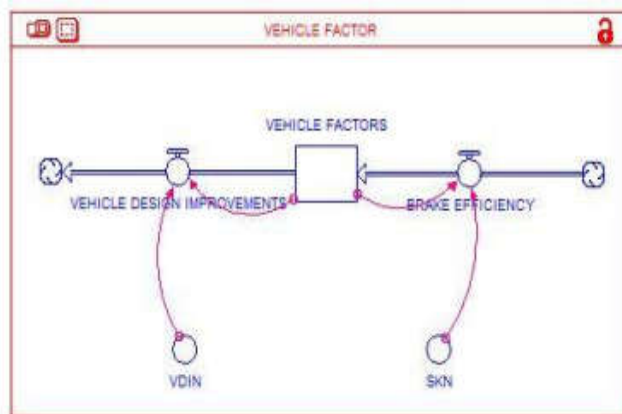 VEHICLE FACTOR
VEHICLE FACTORS
VEHICLE DESIGN IMPROVEMENTS
BRAKE EFFICIENCY
VDIN
SKN